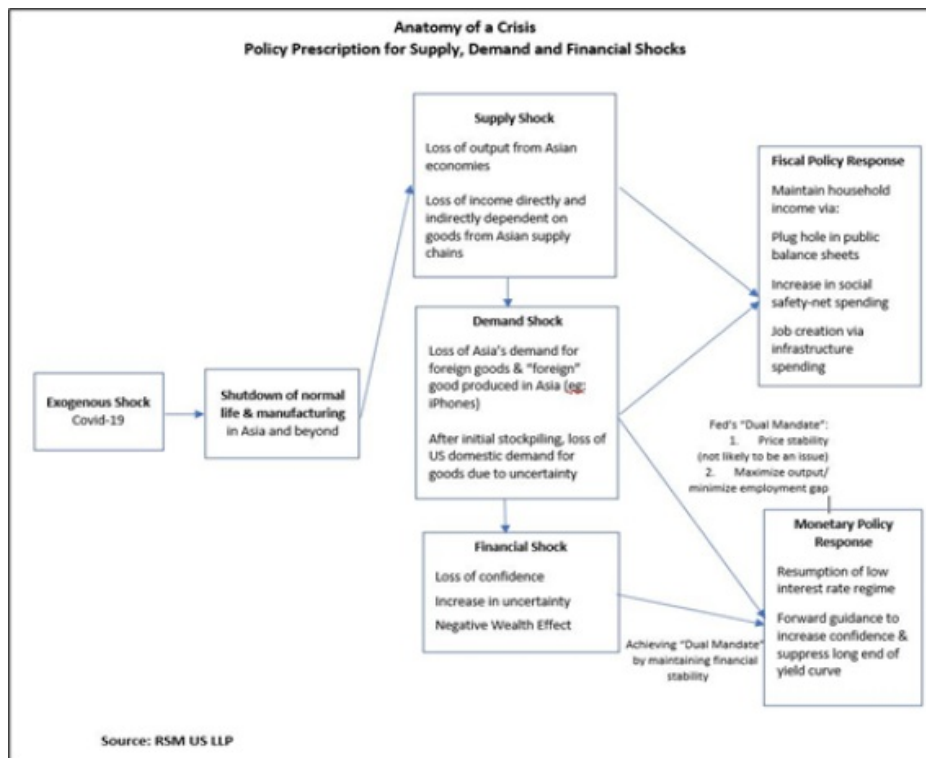 Anatomy of a Crisis
Policy Prescription for Supply, Demand and Financial Shocks
Exogenous Shock
Covid-19
Shutdown of normal
life & manufacturing
in Asia and beyond
Supply Shock
Loss of output from Asian
economies
Loss of income directly and
indirectly dependent on
goods from Asian supply
chains
Demand Shock
Loss of Asia's demand for
foreign goods & "foreign"
good produced in Asia (eg:
iPhones)
After initial stockpiling, loss of
US domestic demand for
goods due to uncertainty
Financial Shock
Loss of confidence
Increase in uncertainty
Negative Wealth Effect
Fiscal Policy Response
Maintain household
income via:
Plug hole in public
balance sheets
Increase in social
safety-net spending
Job creation via
infrastructure
spending
Fed's "Dual Mandate":
1. Price stability
(not likely to be an issue)
2. Maximize output/
minimize employment gap
Monetary Policy
Response
Resumption of low
interest rate regime
Forward guidance to
increase confidence &
suppress long end of
yield curve
Achieving "Dual Mandate"
by maintaining financial
stability
Source: RSM US LLP